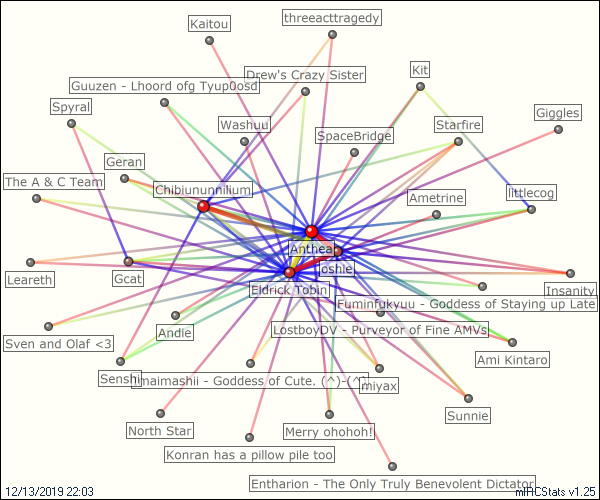 Kaitou
threeacttragedy
Drew's Crazy Sister
Kit
Guuzen - Lhoord ofg Tyup0osd
Spyral
Giggles
Washuu
Starfire
SpaceBridge
Geran
The A & C Team
Chibiununnilium
Ametrine
littlecog
Anthea
oshie
Leareth
Gcat
Eldrick Tobin
Insanity
Fuminfukyuu - Goddess of Staying up Late
LostboyDV - Purveyor of Fine AMVs
Andie
Sven and Olaf <3
Ami Kintaro
Senshi
imaimashii - Goddess of Cute. (^)-(^)
miyax
Sunnie
North Star
Merry ohohoh!
Konran has a pillow pile too
Entharion - The Only Truly Benevolent Dictator
12/13/2019 22:03
mIRCStats v1.25